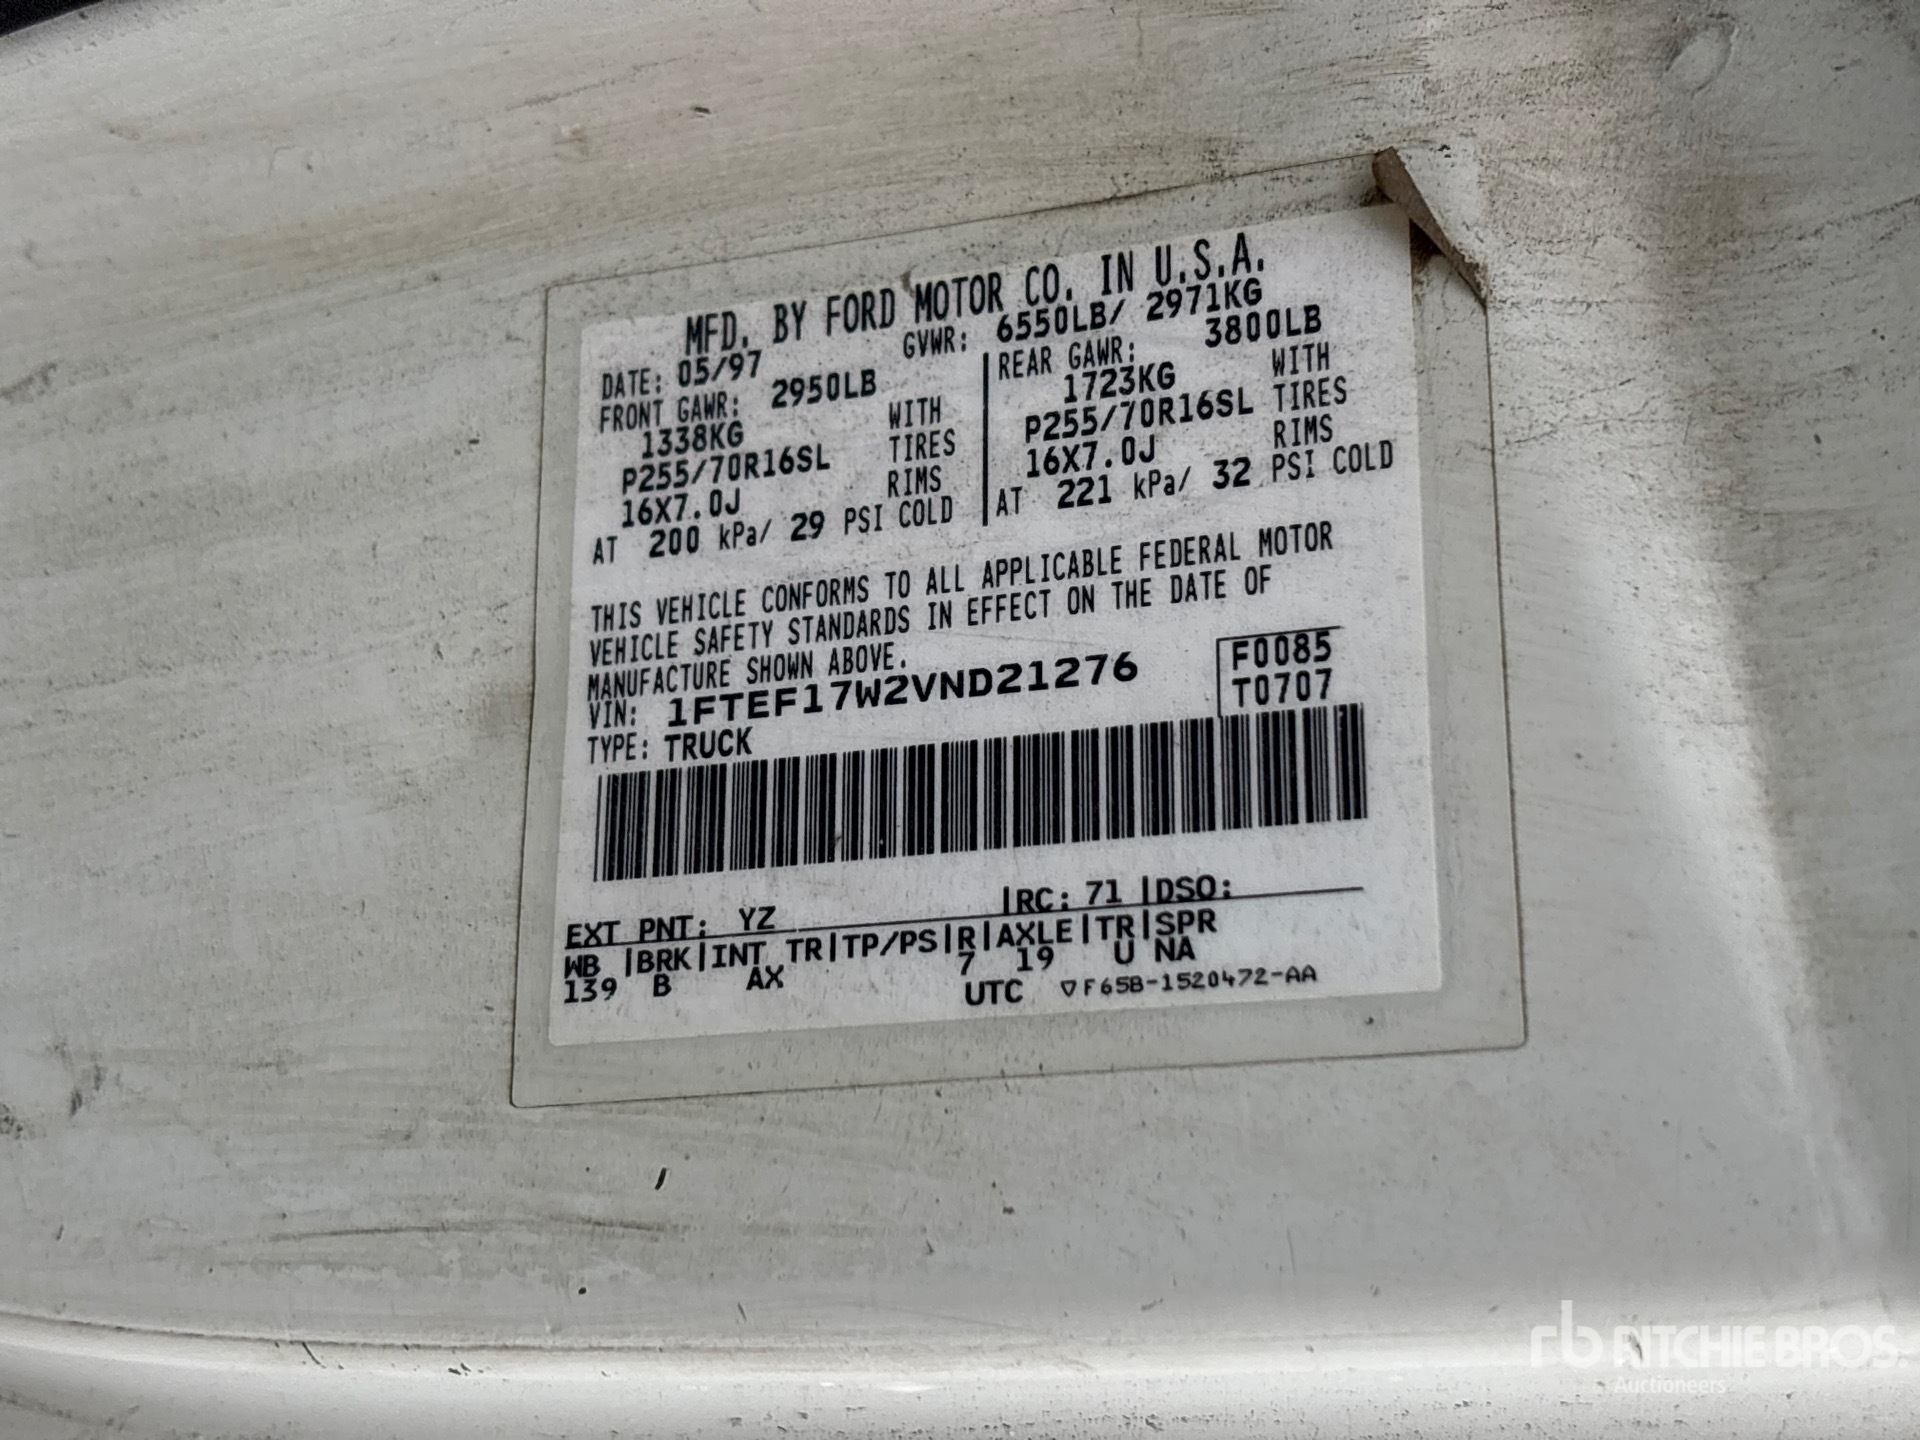 MFD. BY FORD MOTOR CO. IN U.S.A.
DATE: 05/97 GVWR: 6550LB/ 2971KG
FRONT GAWR: 2950LB
1338KG WITH
P255/70R16SL TIRES
16X7.0J RIMS
AT 200 kPa/ 29 PSI COLD
REAR GAWR: 3800LB
1723KG WITH
P255/70R16SL TIRES
16X7.0J RIMS
AT 221 kPa/ 32 PSI COLD
THIS VEHICLE CONFORMS TO ALL APPLICABLE FEDERAL MOTOR
VEHICLE SAFETY STANDARDS IN EFFECT ON THE DATE OF
MANUFACTURE SHOWN ABOVE.
VIN: 1FTEF17W2VND21276
TYPE: TRUCK
F0085
T0707
EXT PNT: YZ |RC: 71 |DSO:
WB |BRK|INT TR|TP/PS|R|AXLE|TR|SPR
139 B AX 7 19 U NA
UTC ▽F65B-1520472-AA
rb RITCHIE BROS.
Auctioneers